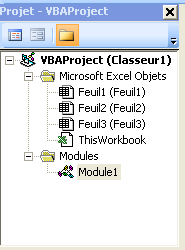 Projet - VBAProject
VBAProject (Classeur1)
Microsoft Excel Objets
Feuil1 (Feuil1)
Feuil2 (Feuil2)
Feuil3 (Feuil3)
ThisWorkbook
Modules
Module1